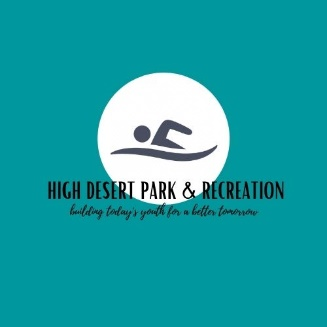 HIGH DESERT PARK & RECREATION
building today's youth for a better tomorrow